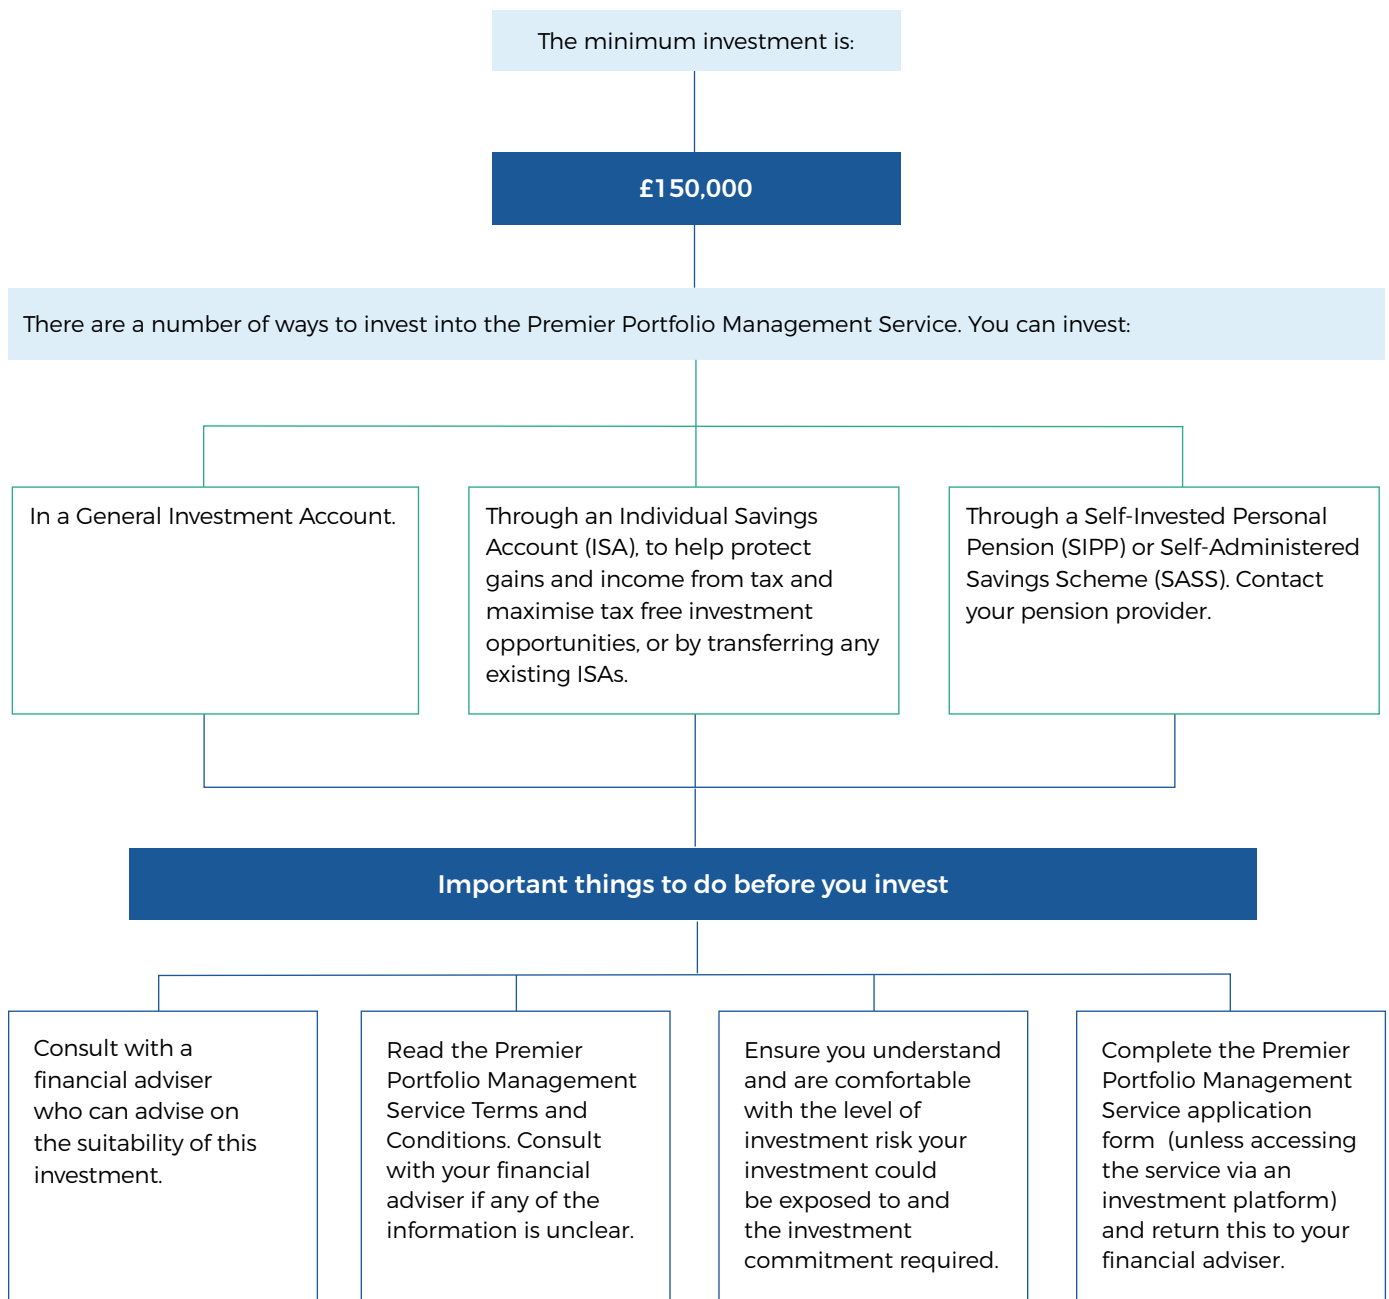 The minimum investment is:
£150,000
There are a number of ways to invest into the Premier Portfolio Management Service. You can invest:
In a General Investment Account.
Through an Individual Savings
Account (ISA), to help protect
gains and income from tax and
maximise tax free investment
opportunities, or by transferring any
existing ISAs.
Through a Self-Invested Personal
Pension (SIPP) or Self-Administered
Savings Scheme (SASS). Contact
your pension provider.
Important things to do before you invest
Consult with a
financial adviser
who can advise on
the suitability of this
investment.
Read the Premier
Portfolio Management
Service Terms and
Conditions. Consult
with your financial
adviser if any of the
information is unclear.
Ensure you understand
and are comfortable
with the level of
investment risk your
investment could
be exposed to and
the investment
commitment required.
Complete the Premier
Portfolio Management
Service application
form  (unless accessing
the service via an
investment platform)
and return this to your
financial adviser.